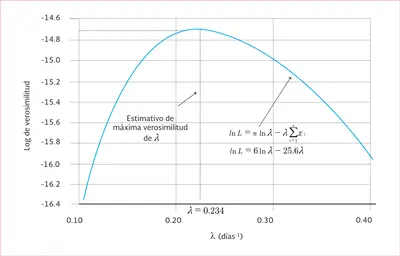 -14.6
-14.8
-15.0
-15.2
-15.4
-15.6
-15.8
-16.0
-16.2
-16.4
Log de verosimilitud
Estimativo de
máxima verosimilitud
de λ
ln L = n ln λ − λ∑xᵢ
i=1
ln L = 6 ln λ − 25.6λ
0.10
0.20
0.30
0.40
λ = 0.234
λ (días⁻¹)